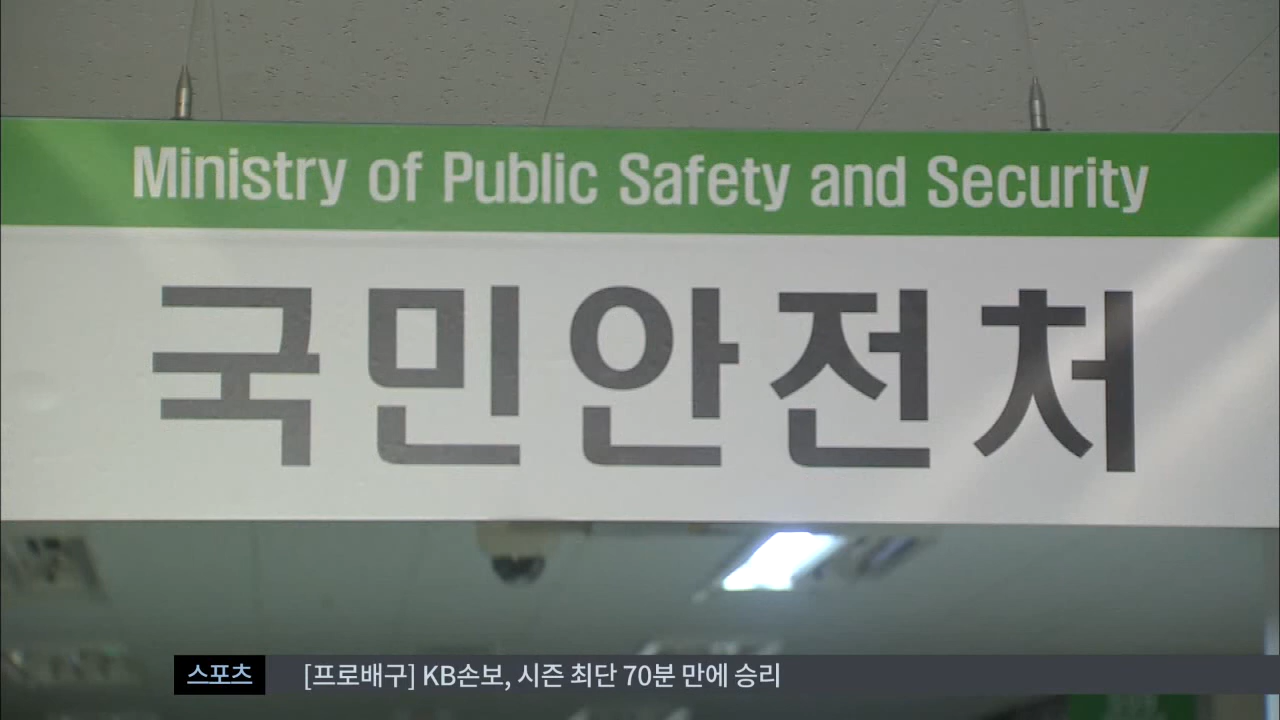 Ministry of Public Safety and Security
국민안전처
스포츠 [프로배구] KB손보, 시즌 최단 70분 만에 승리